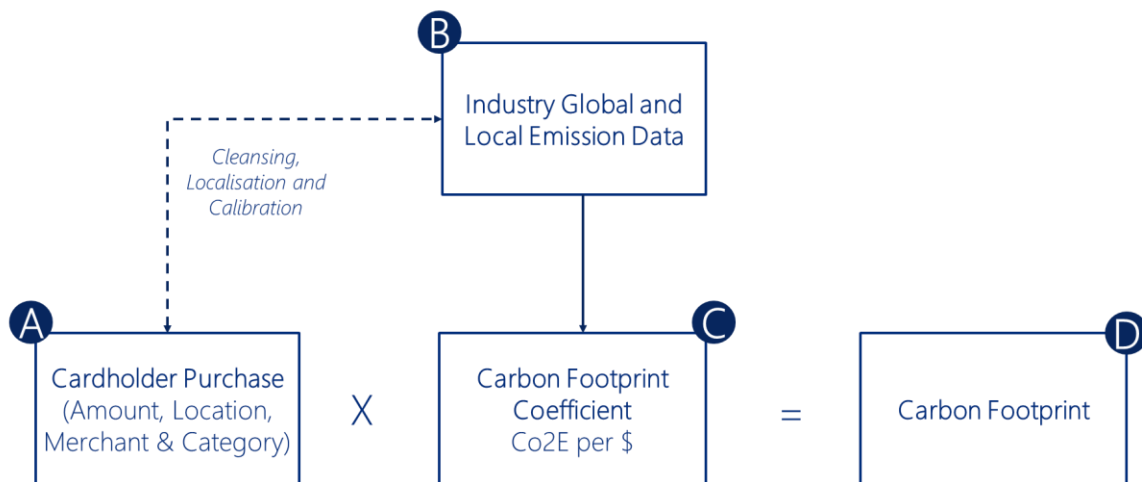 B
Industry Global and
Local Emission Data
Cleansing,
Localisation and
Calibration
A
Cardholder Purchase
(Amount, Location,
Merchant & Category)
X
C
Carbon Footprint
Coefficient
Co2E per $
=
D
Carbon Footprint